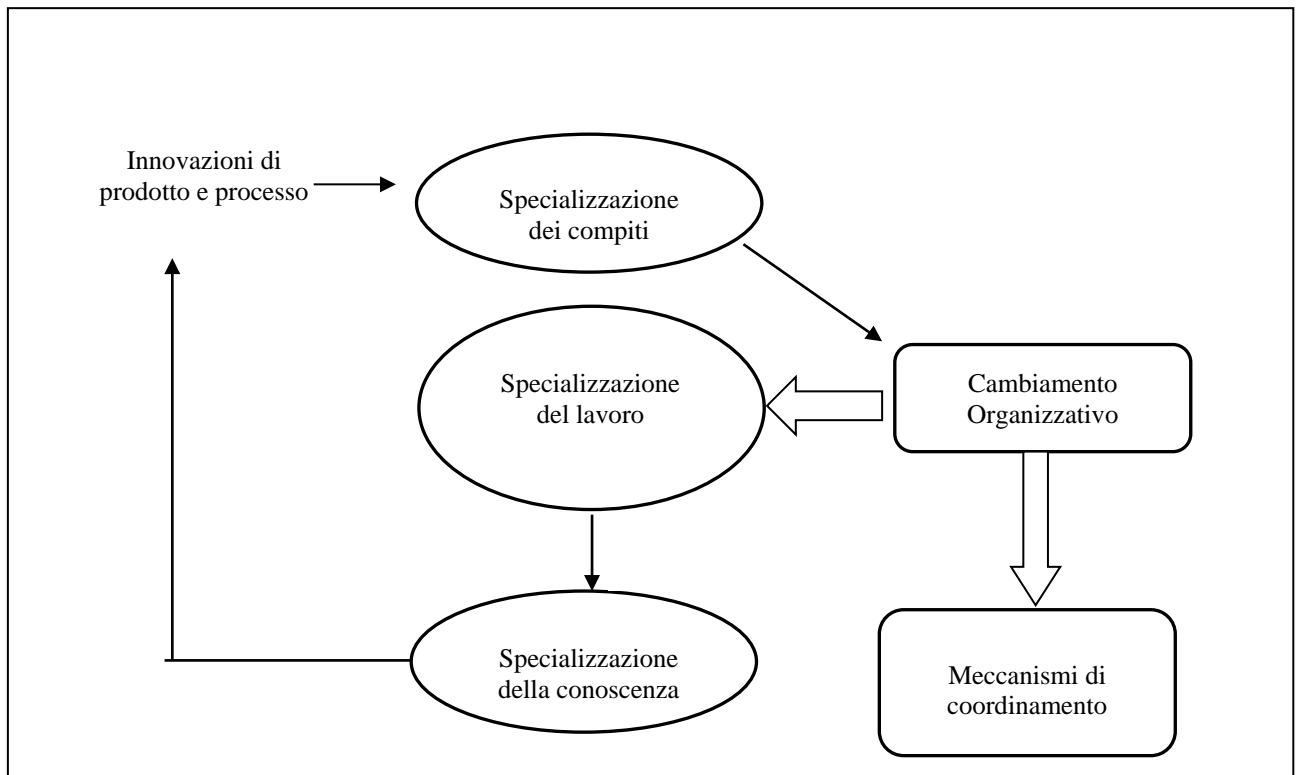 Innovazioni di
prodotto e processo
Specializzazione
dei compiti
Specializzazione
del lavoro
Cambiamento
Organizzativo
Specializzazione
della conoscenza
Meccanismi di
coordinamento